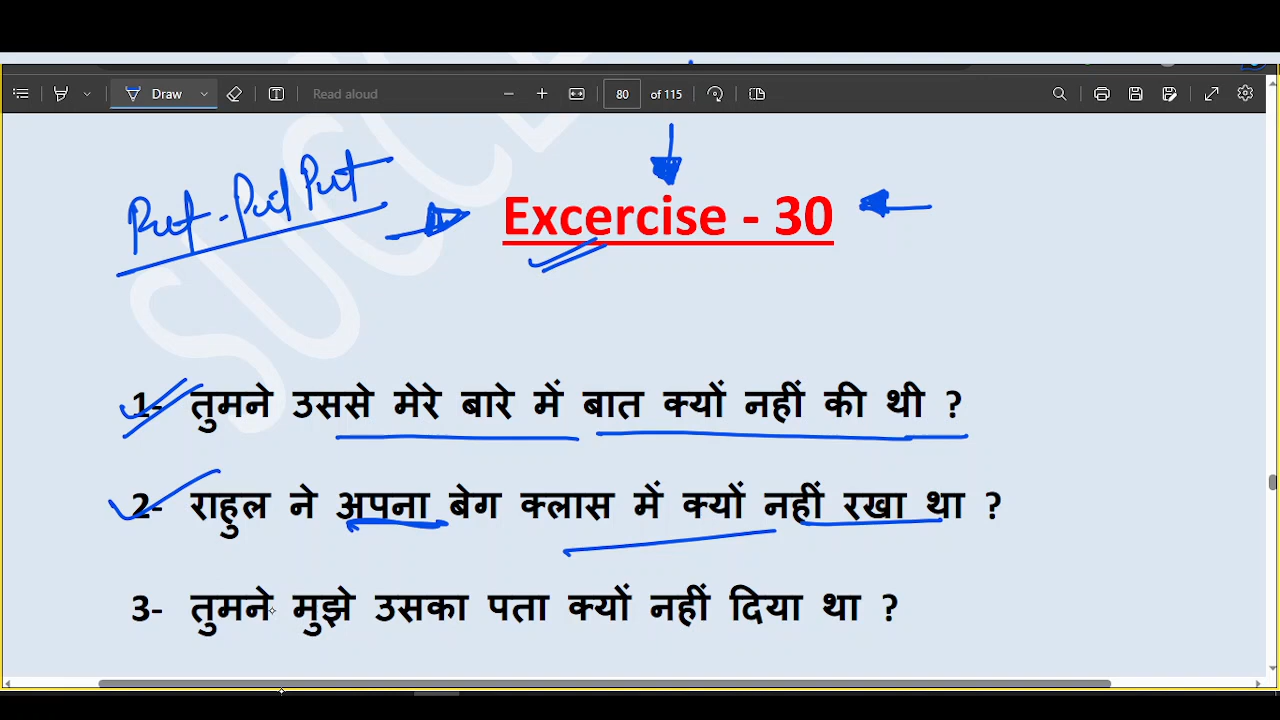 Draw
Read aloud
80 of 115
Put - Put Put
Excercise - 30
1- तुमने उससे मेरे बारे में बात क्यों नहीं की थी ?
2- राहुल ने अपना बेग क्लास में क्यों नहीं रखा था ?
3- तुमने मुझे उसका पता क्यों नहीं दिया था ?